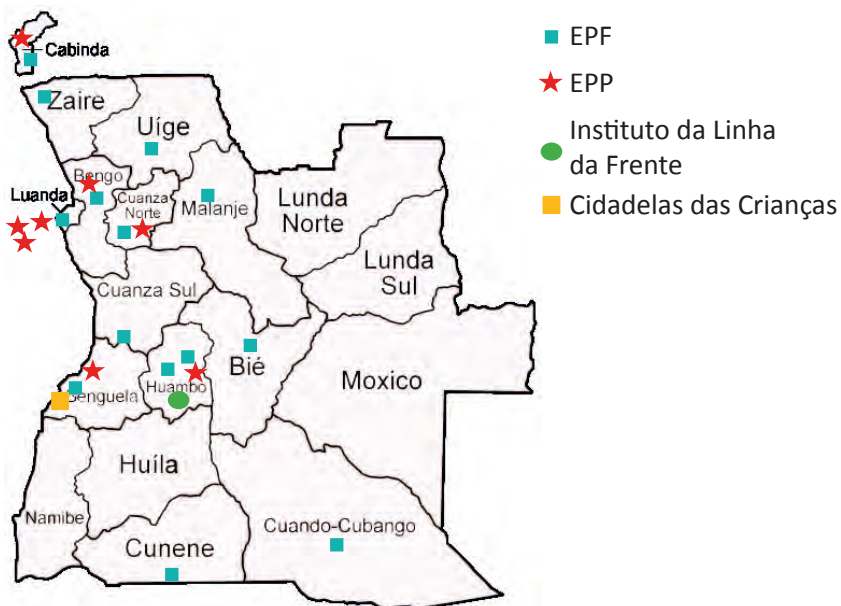 Cabinda
Zaire
Uíge
Bengo
Luanda
Cuanza
Norte
Malanje
Lunda
Norte
Lunda
Sul
Cuanza Sul
Bié
Moxico
Benguela
Huambo
Huíla
Namibe
Cunene
Cuando-Cubango
EPF
EPP
Instituto da Linha
da Frente
Cidadelas das Crianças